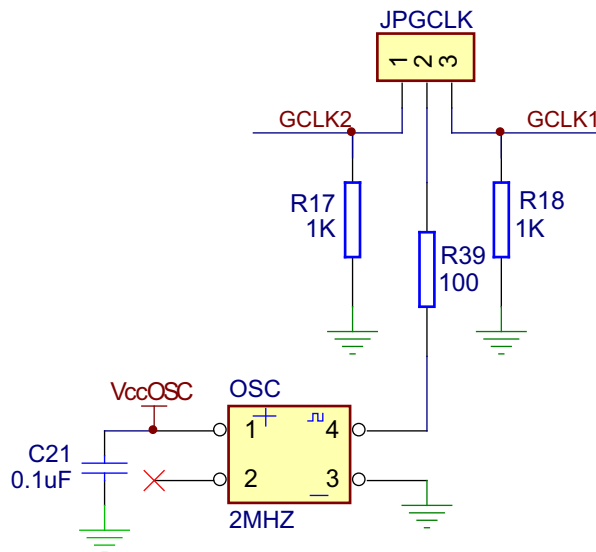 JPGCLK
1 2 3
GCLK2
GCLK1
R17
1K
R18
1K
R39
100
VccOSC
OSC
1
4
C21
0.1uF
2
3
2MHZ